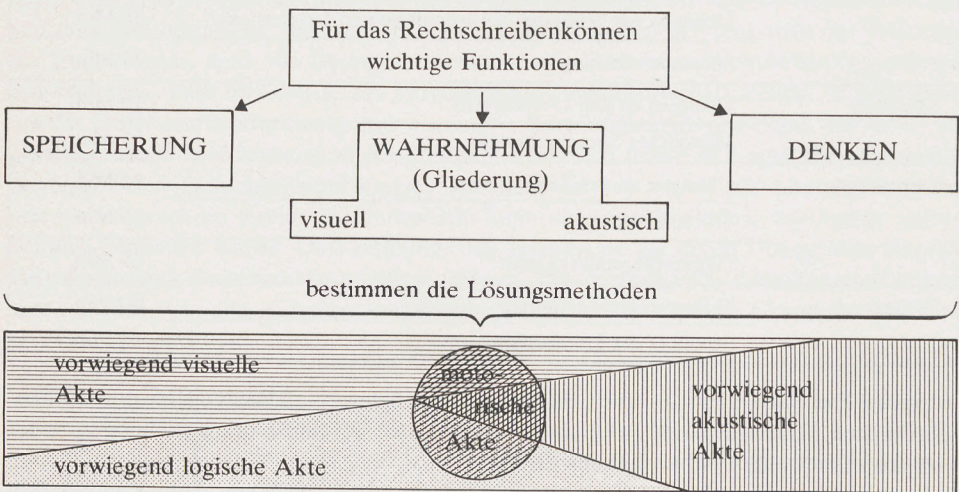 Für das Rechtschreibenkönnen
wichtige Funktionen
SPEICHERUNG
WAHRNEHMUNG
(Gliederung)
visuell
akustisch
DENKEN
bestimmen die Lösungsmethoden
vorwiegend visuelle
Akte
moto-
rische
Akte
vorwiegend
akustische
Akte
vorwiegend logische Akte